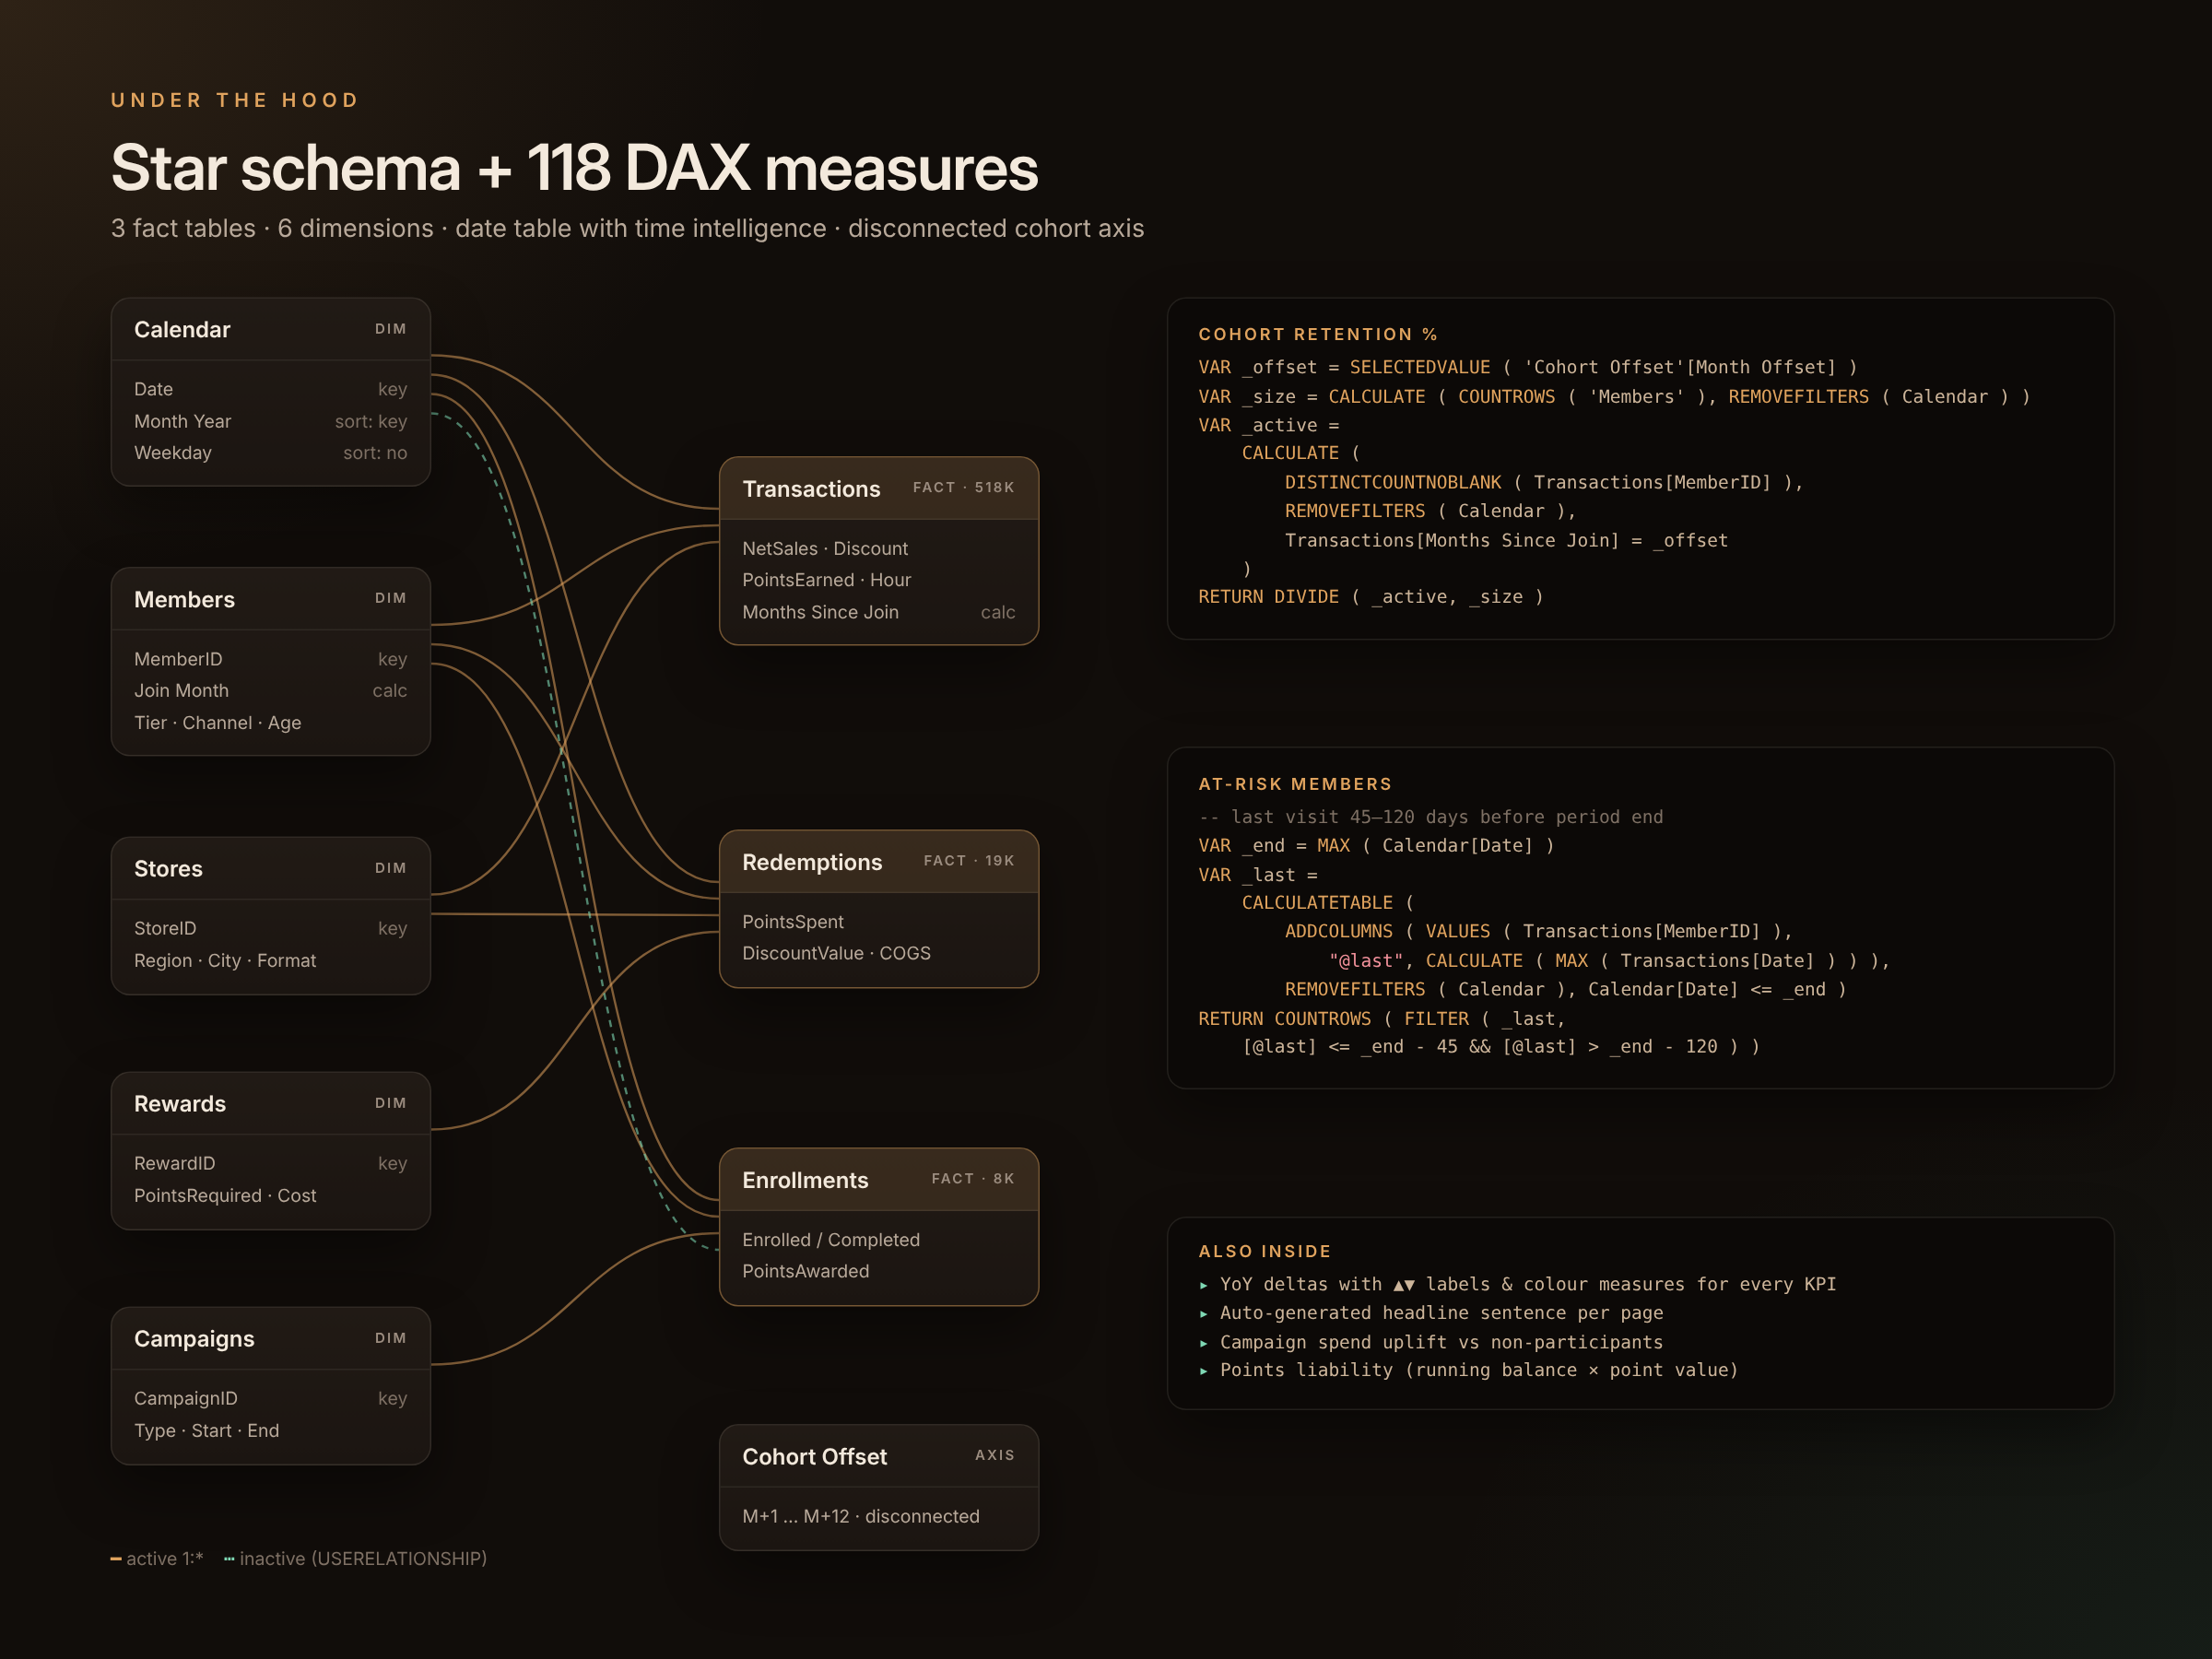 UNDER THE HOOD
Star schema + 118 DAX measures
3 fact tables · 6 dimensions · date table with time intelligence · disconnected cohort axis
Calendar DIM
Date key
Month Year sort: key
Weekday sort: no
Members DIM
MemberID key
Join Month calc
Tier · Channel · Age
Stores DIM
StoreID key
Region · City · Format
Rewards DIM
RewardID key
PointsRequired · Cost
Campaigns DIM
CampaignID key
Type · Start · End
Transactions FACT · 518K
NetSales · Discount
PointsEarned · Hour
Months Since Join calc
Redemptions FACT · 19K
PointsSpent
DiscountValue · COGS
Enrollments FACT · 8K
Enrolled / Completed
PointsAwarded
Cohort Offset AXIS
M+1 … M+12 · disconnected
active 1:* inactive (USERELATIONSHIP)
COHORT RETENTION %
VAR _offset = SELECTEDVALUE ( 'Cohort Offset'[Month Offset] )
VAR _size = CALCULATE ( COUNTROWS ( 'Members' ), REMOVEFILTERS ( Calendar ) )
VAR _active =
    CALCULATE (
        DISTINCTCOUNTNOBLANK ( Transactions[MemberID] ),
        REMOVEFILTERS ( Calendar ),
        Transactions[Months Since Join] = _offset
    )
RETURN DIVIDE ( _active, _size )
AT-RISK MEMBERS
-- last visit 45–120 days before period end
VAR _end = MAX ( Calendar[Date] )
VAR _last =
    CALCULATETABLE (
        ADDCOLUMNS ( VALUES ( Transactions[MemberID] ),
            "@last", CALCULATE ( MAX ( Transactions[Date] ) ) ),
        REMOVEFILTERS ( Calendar ), Calendar[Date] <= _end )
RETURN COUNTROWS ( FILTER ( _last,
    [@last] <= _end - 45 && [@last] > _end - 120 ) )
ALSO INSIDE
▸ YoY deltas with ▲▼ labels & colour measures for every KPI
▸ Auto-generated headline sentence per page
▸ Campaign spend uplift vs non-participants
▸ Points liability (running balance × point value)